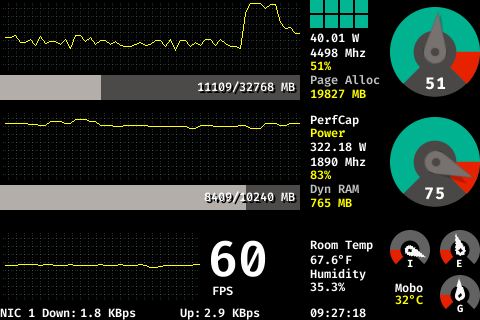 40.01 W
4498 Mhz
51%
Page Alloc
19827 MB
11109/32768 MB
51
PerfCap
Power
322.18 W
1890 Mhz
83%
Dyn RAM
765 MB
8409/10240 MB
75
60
FPS
Room Temp
67.6°F
Humidity
35.3%
I
E
Mobo
32°C
G
NIC 1 Down: 1.8 KBps
Up: 2.9 KBps
09:27:18